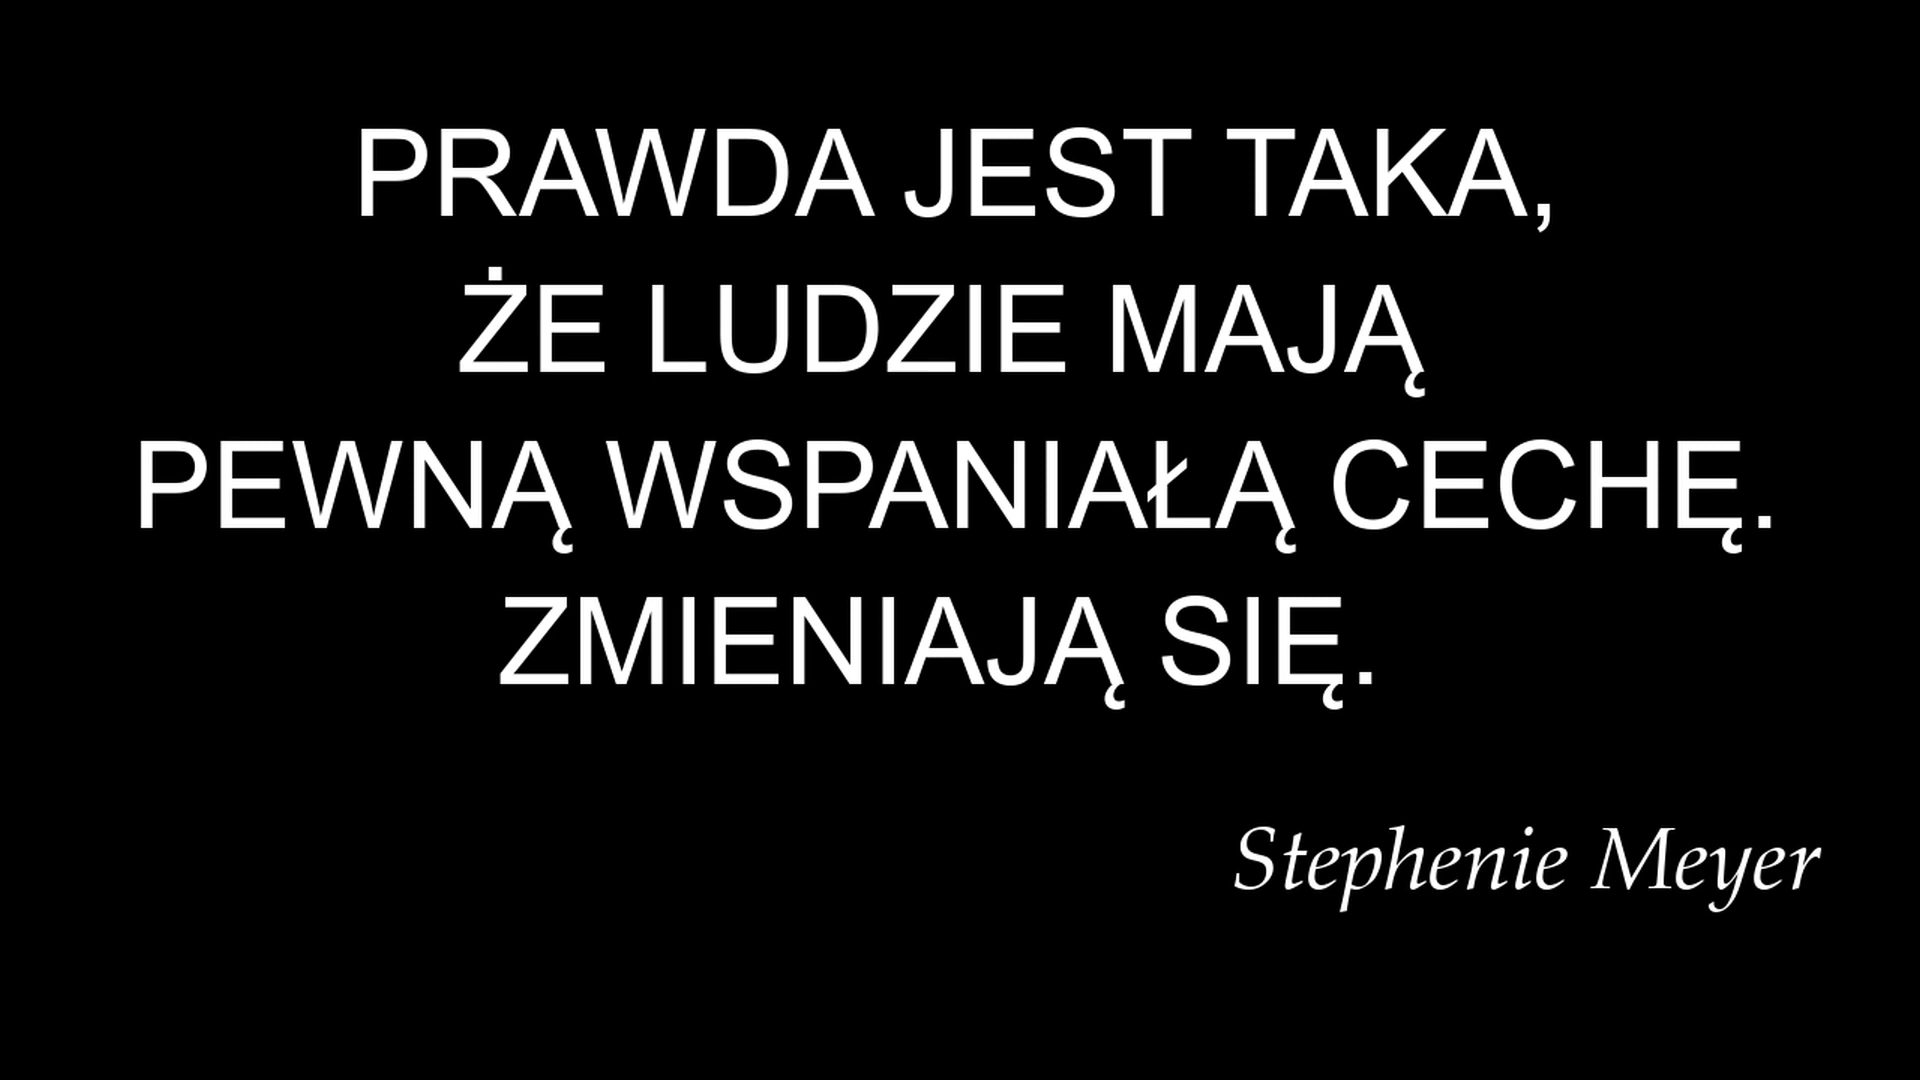 PRAWDA JEST TAKA,
ŻE LUDZIE MAJĄ
PEWNĄ WSPANIAŁĄ CECHĘ.
ZMIENIAJĄ SIĘ.
Stephenie Meyer